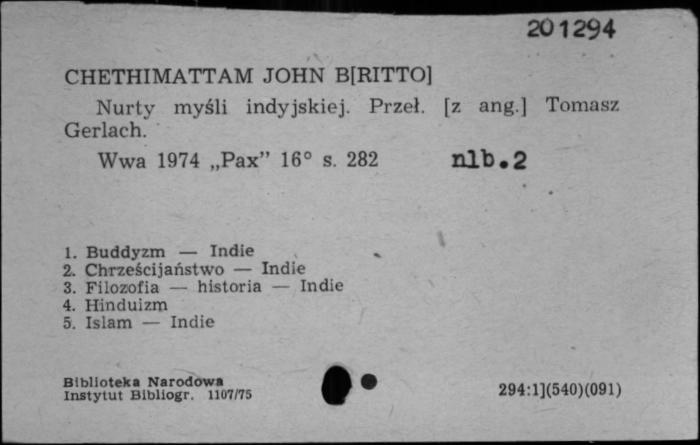 201294
CHETHIMATTAM JOHN B[RITTO]
Nurty myśli indyjskiej. Przeł. [z ang.] Tomasz
Gerlach.
Wwa 1974 „Pax” 16° s. 282 nlb.2
1. Buddyzm — Indie
2. Chrześcijaństwo — Indie
3. Filozofia — historia — Indie
4. Hinduizm
5. Islam — Indie
Biblioteka Narodowa
Instytut Bibliogr. 1107/75
294:1](540)(091)